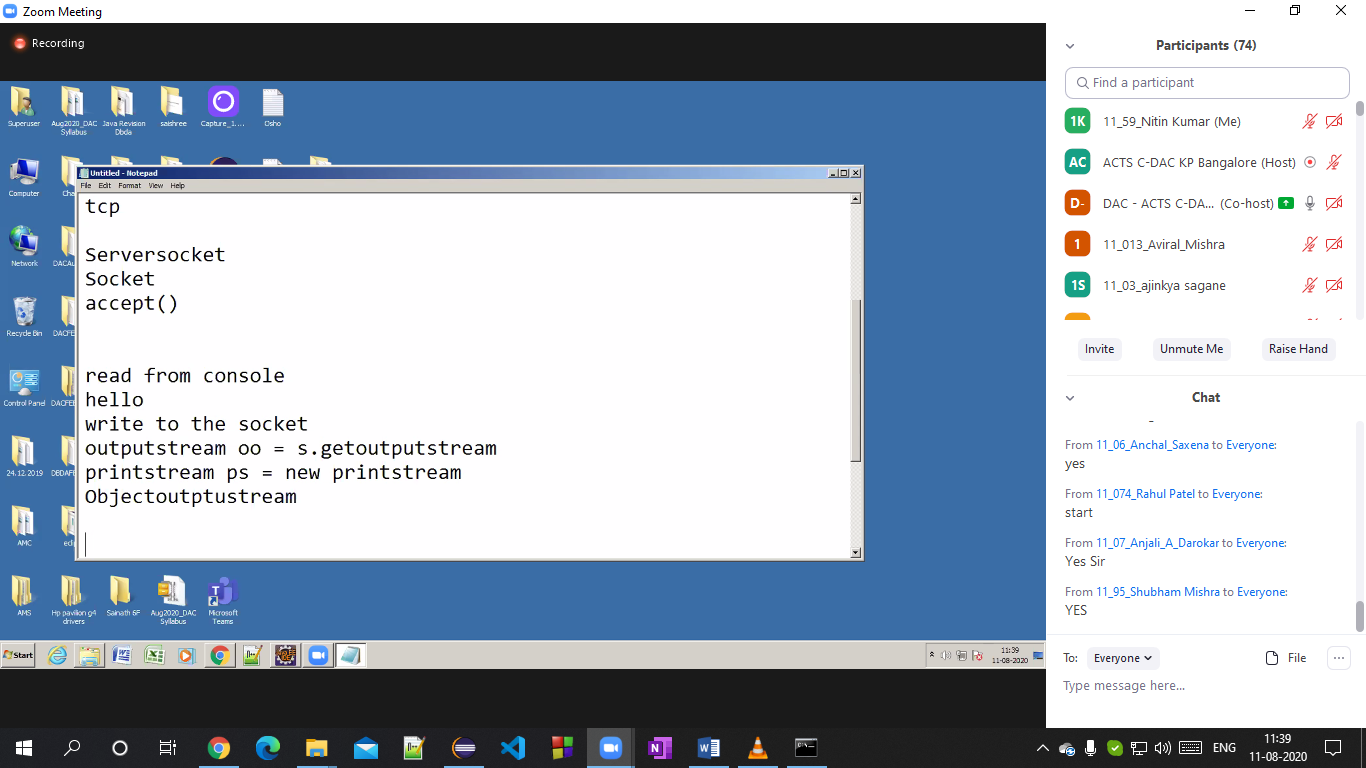 Zoom Meeting
Recording
Superuser
Aug2020_DAC
Syllabus
Java Revision
Dbda
saishree
Capture_1....
Osho
Computer
Cha
Network
DACAu
Recycle Bin
DACFE
Control Panel
DACFEB
24.12.2019
DBDAFE
AMC
edi
AMS
Hp pavilion g4
drivers
Sainath 6F
Aug2020_DAC
Syllabus
Microsoft
Teams
Untitled - Notepad
File Edit Format View Help
tcp
Serversocket
Socket
accept()
read from console
hello
write to the socket
outputstream oo = s.getoutputstream
printstream ps = new printstream
Objectoutptustream
Start
11:39
11-08-2020
Participants (74)
Find a participant
1K 11_59_Nitin Kumar (Me)
AC ACTS C-DAC KP Bangalore (Host)
D- DAC - ACTS C-DA... (Co-host)
1 11_013_Aviral_Mishra
1S 11_03_ajinkya sagane
Invite Unmute Me Raise Hand
Chat
From 11_06_Anchal_Saxena to Everyone:
yes
From 11_074_Rahul Patel to Everyone:
start
From 11_07_Anjali_A_Darokar to Everyone:
Yes Sir
From 11_95_Shubham Mishra to Everyone:
YES
To: Everyone File
Type message here...
ENG
11:39
11-08-2020